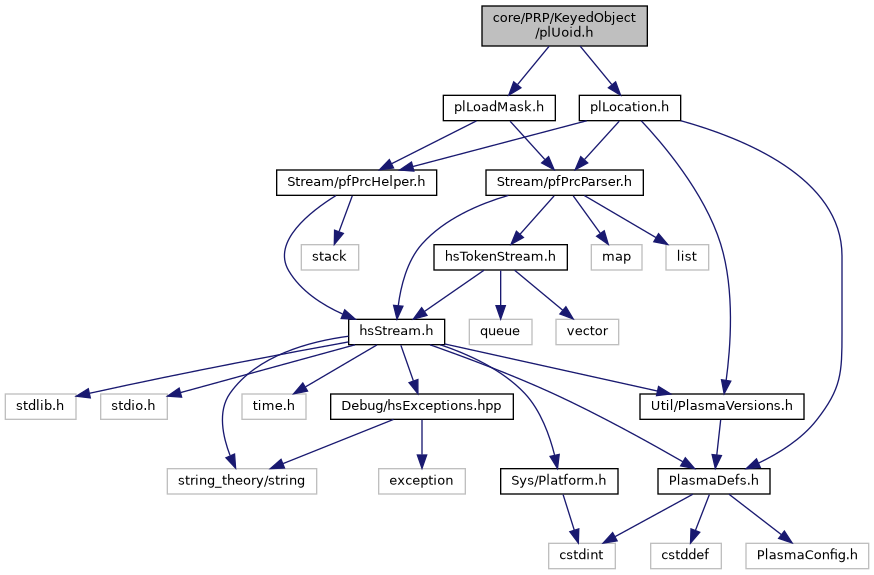 core/PRP/KeyedObject
/plUoid.h
plLoadMask.h
plLocation.h
Stream/pfPrcHelper.h
Stream/pfPrcParser.h
stack
hsTokenStream.h
map
list
hsStream.h
queue
vector
stdlib.h
stdio.h
time.h
Debug/hsExceptions.hpp
Util/PlasmaVersions.h
string_theory/string
exception
Sys/Platform.h
PlasmaDefs.h
cstdint
cstddef
PlasmaConfig.h